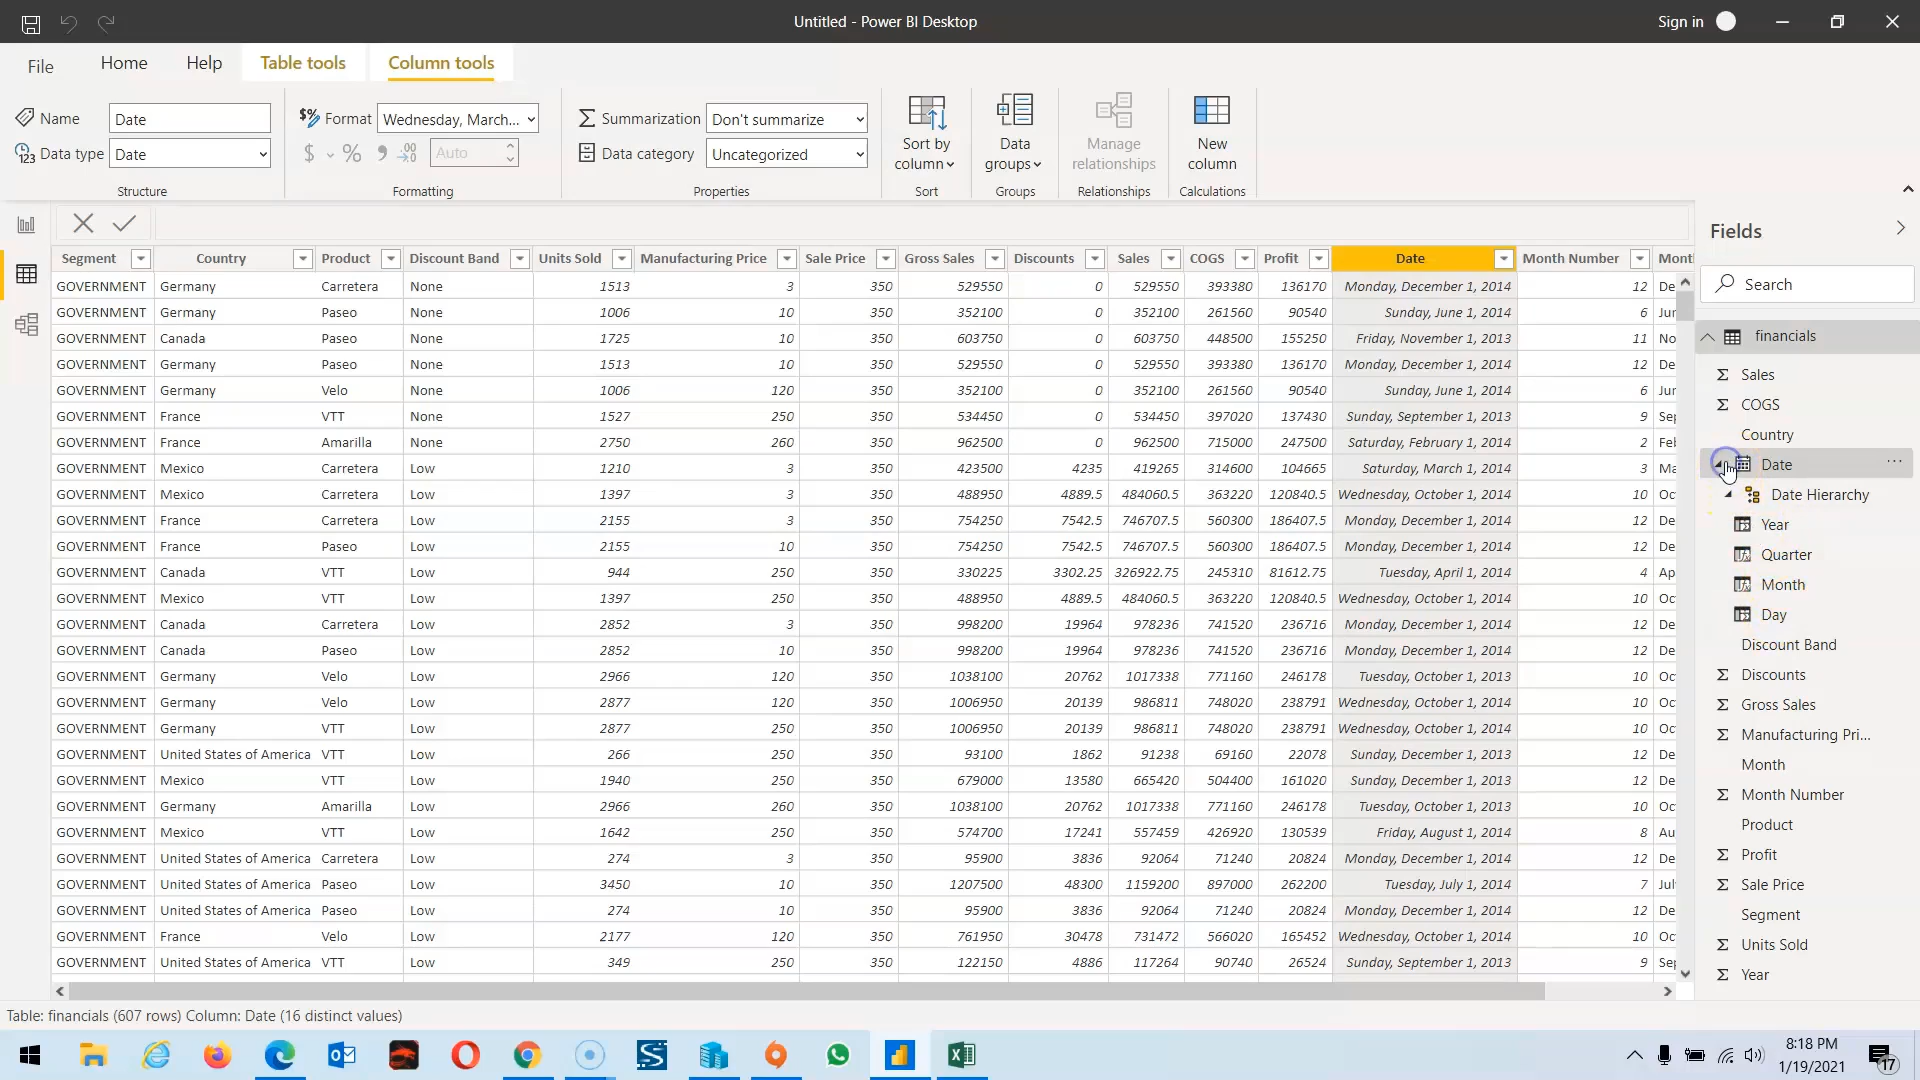 Untitled - Power BI Desktop
Sign in
File Home Help Table tools Column tools
Name Date
Data type Date
Structure
Format Wednesday, March...
$ % Auto
Formatting
Summarization Don't summarize
Data category Uncategorized
Properties
Sort by
column
Sort
Data
groups
Groups
Manage
relationships
Relationships
New
column
Calculations
Segment Country Product Discount Band Units Sold Manufacturing Price Sale Price Gross Sales Discounts Sales COGS Profit Date Month Number Montl
GOVERNMENT Germany Carretera None 1513 3 350 529550 0 529550 393380 136170 Monday, December 1, 2014 12 De
GOVERNMENT Germany Paseo None 1006 10 350 352100 0 352100 261560 90540 Sunday, June 1, 2014 6 Jur
GOVERNMENT Canada Paseo None 1725 10 350 603750 0 603750 448500 155250 Friday, November 1, 2013 11 No
GOVERNMENT Germany Paseo None 1513 10 350 529550 0 529550 393380 136170 Monday, December 1, 2014 12 De
GOVERNMENT Germany Velo None 1006 120 350 352100 0 352100 261560 90540 Sunday, June 1, 2014 6 Jur
GOVERNMENT France VTT None 1527 250 350 534450 0 534450 397020 137430 Sunday, September 1, 2013 9 Sep
GOVERNMENT France Amarilla None 2750 260 350 962500 0 962500 715000 247500 Saturday, February 1, 2014 2 Feb
GOVERNMENT Mexico Carretera Low 1210 3 350 423500 4235 419265 314600 104665 Saturday, March 1, 2014 3 Ma
GOVERNMENT Mexico Carretera Low 1397 3 350 488950 4889.5 484060.5 363220 120840.5 Wednesday, October 1, 2014 10 Oc
GOVERNMENT France Carretera Low 2155 3 350 754250 7542.5 746707.5 560300 186407.5 Monday, December 1, 2014 12 De
GOVERNMENT France Paseo Low 2155 10 350 754250 7542.5 746707.5 560300 186407.5 Monday, December 1, 2014 12 De
GOVERNMENT Canada VTT Low 944 250 350 330225 3302.25 326922.75 245310 81612.75 Tuesday, April 1, 2014 4 Ap
GOVERNMENT Mexico VTT Low 1397 250 350 488950 4889.5 484060.5 363220 120840.5 Wednesday, October 1, 2014 10 Oc
GOVERNMENT Canada Carretera Low 2852 3 350 998200 19964 978236 741520 236716 Monday, December 1, 2014 12 De
GOVERNMENT Canada Paseo Low 2852 10 350 998200 19964 978236 741520 236716 Monday, December 1, 2014 12 De
GOVERNMENT Germany Velo Low 2966 120 350 1038100 20762 1017338 771160 246178 Tuesday, October 1, 2013 10 Oc
GOVERNMENT Germany Velo Low 2877 120 350 1006950 20139 986811 748020 238791 Wednesday, October 1, 2014 10 Oc
GOVERNMENT Germany VTT Low 2877 250 350 1006950 20139 986811 748020 238791 Wednesday, October 1, 2014 10 Oc
GOVERNMENT United States of America VTT Low 266 250 350 93100 1862 91238 69160 22078 Sunday, December 1, 2013 12 De
GOVERNMENT Mexico VTT Low 1940 250 350 679000 13580 665420 504400 161020 Sunday, December 1, 2013 12 De
GOVERNMENT Germany Amarilla Low 2966 260 350 1038100 20762 1017338 771160 246178 Tuesday, October 1, 2013 10 Oc
GOVERNMENT Mexico VTT Low 1642 250 350 574700 17241 557459 426920 130539 Friday, August 1, 2014 8 Au
GOVERNMENT United States of America Carretera Low 274 3 350 95900 3836 92064 71240 20824 Monday, December 1, 2014 12 De
GOVERNMENT United States of America Paseo Low 3450 10 350 1207500 48300 1159200 897000 262200 Tuesday, July 1, 2014 7 Jul
GOVERNMENT United States of America Paseo Low 274 10 350 95900 3836 92064 71240 20824 Monday, December 1, 2014 12 De
GOVERNMENT France Velo Low 2177 120 350 761950 30478 731472 566020 165452 Wednesday, October 1, 2014 10 Oc
GOVERNMENT United States of America VTT Low 349 250 350 122150 4886 117264 90740 26524 Sunday, September 1, 2013 9 Sep
Fields
Search
financials
Sales
COGS
Country
Date ...
Date Hierarchy
Year
Quarter
Month
Day
Discount Band
Discounts
Gross Sales
Manufacturing Pri...
Month
Month Number
Product
Profit
Sale Price
Segment
Units Sold
Year
Table: financials (607 rows) Column: Date (16 distinct values)
8:18 PM
1/19/2021
17